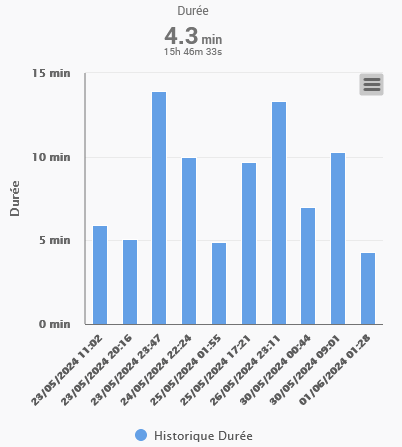 Durée
4.3 min
15h 46m 33s
15 min
10 min
5 min
0 min
Durée
23/05/2024 11:02
23/05/2024 20:16
23/05/2024 23:47
24/05/2024 22:24
25/05/2024 01:55
25/05/2024 17:21
26/05/2024 23:11
30/05/2024 00:44
30/05/2024 09:01
01/06/2024 01:28
Historique Durée